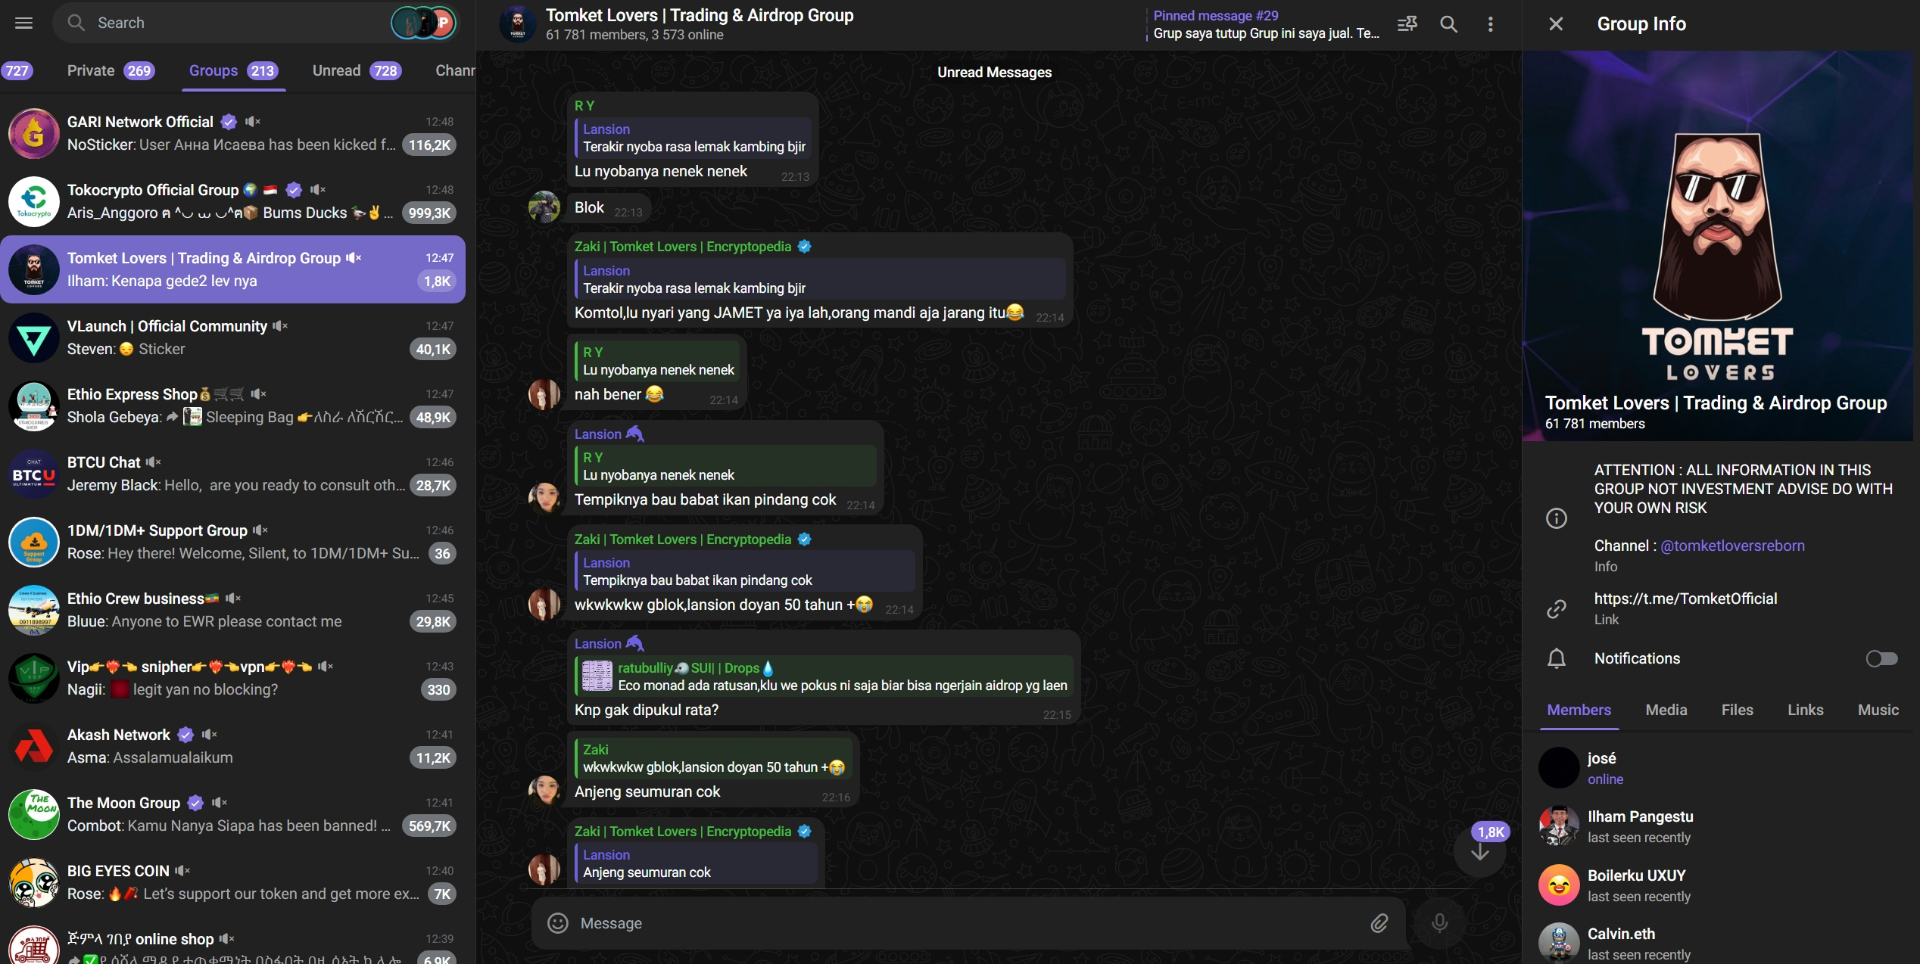 Search
P
727
Private 269
Groups 213
Unread 728
Chann
GARI Network Official
12:48
NoSticker: User Анна Исаева has been kicked f...
116,2K
Tokocrypto Official Group 🌍 🇮🇩
12:48
Aris_Anggoro ฅ ^◡ ω ◡^ฅ📦 Bums Ducks 🦆✌️...
999,3K
Tokocrypto
Tomket Lovers | Trading & Airdrop Group
12:47
Ilham: Kenapa gede2 lev nya
1,8K
VLaunch | Official Community
12:47
Steven: 😔 Sticker
40,1K
Ethio Express Shop💰🛒🛒
12:47
Shola Gebeya: Sleeping Bag 👉ለስራ ለሽርሽር...
48,9K
CHAT
BTCU
BTCU Chat
12:46
Jeremy Black: Hello, are you ready to consult oth...
28,7K
Support
Group
1DM/1DM+ Support Group
12:46
Rose: Hey there! Welcome, Silent, to 1DM/1DM+ Su...
36
Ethio Crew business🇪🇹
12:45
Bluue: Anyone to EWR please contact me
29,8K
VIP
Vip👉❤️‍🔥👈 snipher👉❤️‍🔥👈vpn👉❤️‍🔥👈
12:43
Nagii: legit yan no blocking?
330
Akash Network
12:41
Asma: Assalamualaikum
11,2K
THE
MOON
The Moon Group
12:41
Combot: Kamu Nanya Siapa has been banned! ...
569,7K
BIG EYES COIN
12:40
Rose: 🔥🧨 Let's support our token and get more ex...
7K
ጅምላ ገበያ online shop
12:39
6,9K
Tomket Lovers | Trading & Airdrop Group
61 781 members, 3 573 online
Pinned message #29
Grup saya tutup Grup ini saya jual. Te...
Unread Messages
R Y
Lansion
Terakir nyoba rasa lemak kambing bjir
Lu nyobanya nenek nenek
22:13
Blok 22:13
Zaki | Tomket Lovers | Encryptopedia
Lansion
Terakir nyoba rasa lemak kambing bjir
Komtol,lu nyari yang JAMET ya iya lah,orang mandi aja jarang itu😂 22:14
R Y
Lu nyobanya nenek nenek
nah bener 😂 22:14
Lansion 🐬
R Y
Lu nyobanya nenek nenek
Tempiknya bau babat ikan pindang cok 22:14
Zaki | Tomket Lovers | Encryptopedia
Lansion
Tempiknya bau babat ikan pindang cok
wkwkwkw gblok,lansion doyan 50 tahun +😭 22:14
Lansion 🐬
ratubulliy SUI|| | Drops💧
Eco monad ada ratusan,klu we pokus ni saja biar bisa ngerjain aidrop yg laen
Knp gak dipukul rata? 22:15
Zaki
wkwkwkw gblok,lansion doyan 50 tahun +😭
Anjeng seumuran cok 22:16
Zaki | Tomket Lovers | Encryptopedia
Lansion
Anjeng seumuran cok
1,8K
Message
Group Info
TOMKET
LOVERS
Tomket Lovers | Trading & Airdrop Group
61 781 members
ATTENTION : ALL INFORMATION IN THIS
GROUP NOT INVESTMENT ADVISE DO WITH
YOUR OWN RISK
Channel : @tomketloversreborn
Info
https://t.me/TomketOfficial
Link
Notifications
Members
Media
Files
Links
Music
josé
online
Ilham Pangestu
last seen recently
Boilerku UXUY
last seen recently
Calvin.eth
last seen recently